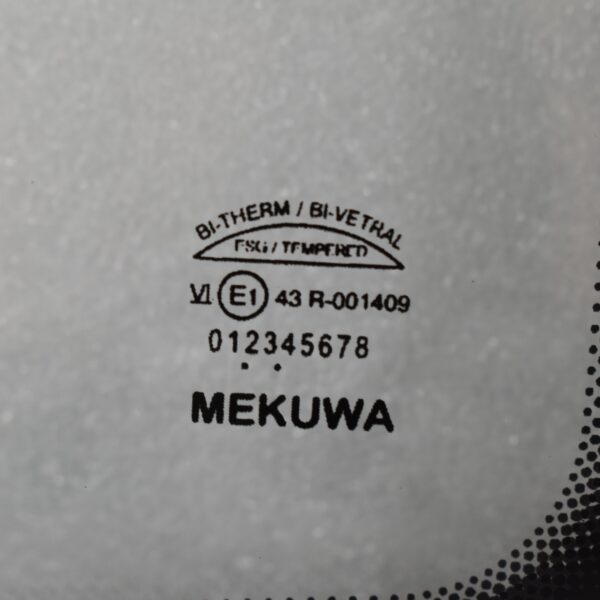 BI-THERM / BI-VETRAL
ESG / TEMPERED
VI E1 43 R-001409
012345678
MEKUWA